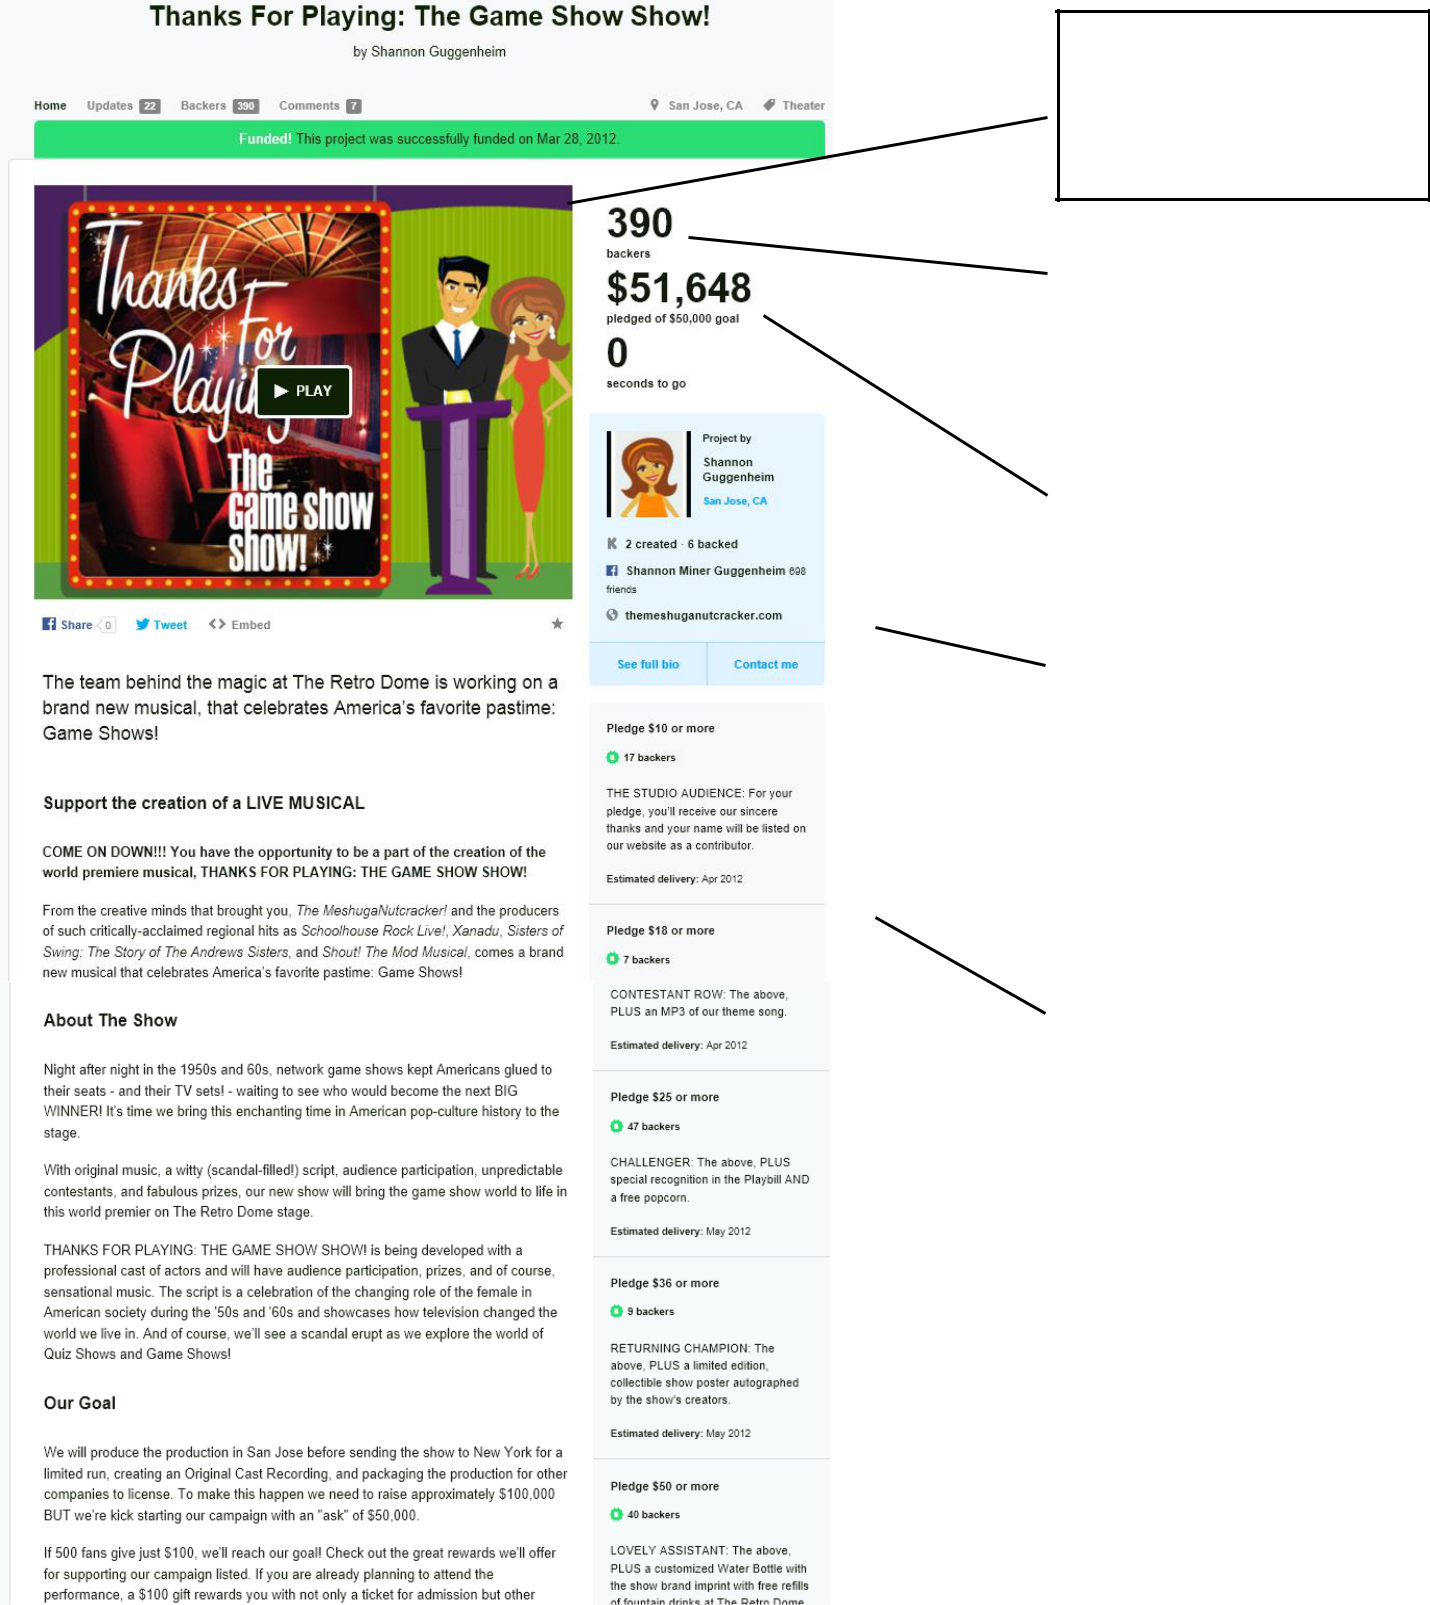 Thanks For Playing: The Game Show Show!
by Shannon Guggenheim
Home Updates 22 Backers 390 Comments 7 San Jose, CA Theater
Funded! This project was successfully funded on Mar 28, 2012.
Thanks
For
Playing
The
Game Show
Show!
PLAY
Share 0 Tweet Embed
The team behind the magic at The Retro Dome is working on a
brand new musical, that celebrates America's favorite pastime:
Game Shows!
Support the creation of a LIVE MUSICAL
COME ON DOWN!!! You have the opportunity to be a part of the creation of the
world premiere musical, THANKS FOR PLAYING: THE GAME SHOW SHOW!
From the creative minds that brought you, The MeshugaNutcracker! and the producers
of such critically-acclaimed regional hits as Schoolhouse Rock Live!, Xanadu, Sisters of
Swing: The Story of The Andrews Sisters, and Shout! The Mod Musical, comes a brand
new musical that celebrates America's favorite pastime: Game Shows!
About The Show
Night after night in the 1950s and 60s, network game shows kept Americans glued to
their seats - and their TV sets! - waiting to see who would become the next BIG
WINNER! It's time we bring this enchanting time in American pop-culture history to the
stage.
With original music, a witty (scandal-filled!) script, audience participation, unpredictable
contestants, and fabulous prizes, our new show will bring the game show world to life in
this world premier on The Retro Dome stage.
THANKS FOR PLAYING: THE GAME SHOW SHOW! is being developed with a
professional cast of actors and will have audience participation, prizes, and of course,
sensational music. The script is a celebration of the changing role of the female in
American society during the '50s and '60s and showcases how television changed the
world we live in. And of course, we'll see a scandal erupt as we explore the world of
Quiz Shows and Game Shows!
Our Goal
We will produce the production in San Jose before sending the show to New York for a
limited run, creating an Original Cast Recording, and packaging the production for other
companies to license. To make this happen we need to raise approximately $100,000
BUT we're kick starting our campaign with an "ask" of $50,000.
If 500 fans give just $100, we'll reach our goal! Check out the great rewards we'll offer
for supporting our campaign listed. If you are already planning to attend the
performance, a $100 gift rewards you with not only a ticket for admission but other
390
backers
$51,648
pledged of $50,000 goal
0
seconds to go
Project by
Shannon
Guggenheim
San Jose, CA
2 created · 6 backed
Shannon Miner Guggenheim 698
friends
themeshuganutcracker.com
See full bio Contact me
Pledge $10 or more
17 backers
THE STUDIO AUDIENCE: For your
pledge, you'll receive our sincere
thanks and your name will be listed on
our website as a contributor.
Estimated delivery: Apr 2012
Pledge $18 or more
7 backers
CONTESTANT ROW: The above,
PLUS an MP3 of our theme song.
Estimated delivery: Apr 2012
Pledge $25 or more
47 backers
CHALLENGER: The above, PLUS
special recognition in the Playbill AND
a free popcorn.
Estimated delivery: May 2012
Pledge $36 or more
9 backers
RETURNING CHAMPION: The
above, PLUS a limited edition,
collectible show poster autographed
by the show's creators.
Estimated delivery: May 2012
Pledge $50 or more
40 backers
LOVELY ASSISTANT: The above,
PLUS a customized Water Bottle with
the show brand imprint with free refills
of fountain drinks at The Retro Dome